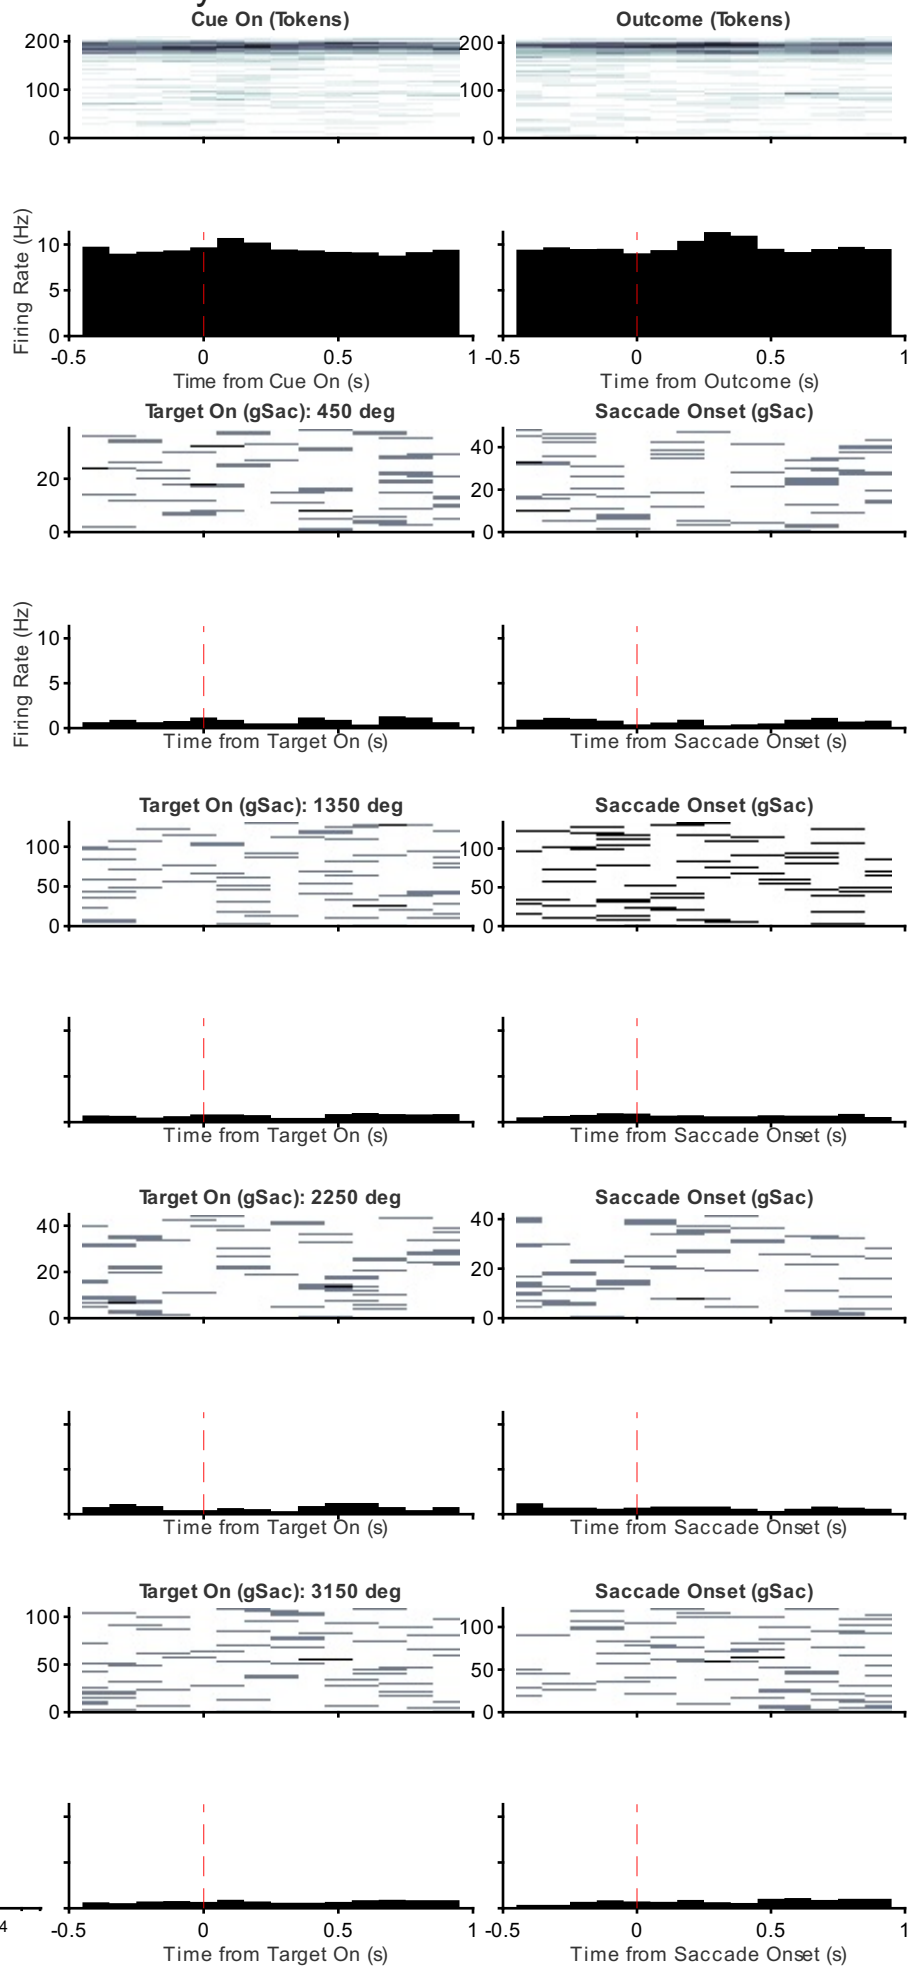 y
Cue On (Tokens)
Outcome (Tokens)
200
100
0
200
100
0
Firing Rate (Hz)
10
5
0
-0.5 0 0.5 1
-0.5 0 0.5 1
Time from Cue On (s)
Time from Outcome (s)
Target On (gSac): 450 deg
Saccade Onset (gSac)
20
0
40
20
0
Firing Rate (Hz)
10
5
0
Time from Target On (s)
Time from Saccade Onset (s)
Target On (gSac): 1350 deg
Saccade Onset (gSac)
100
50
0
100
50
0
Time from Target On (s)
Time from Saccade Onset (s)
Target On (gSac): 2250 deg
Saccade Onset (gSac)
40
20
0
40
20
0
Time from Target On (s)
Time from Saccade Onset (s)
Target On (gSac): 3150 deg
Saccade Onset (gSac)
100
50
0
100
50
0
4
-0.5 0 0.5 1
-0.5 0 0.5 1
Time from Target On (s)
Time from Saccade Onset (s)